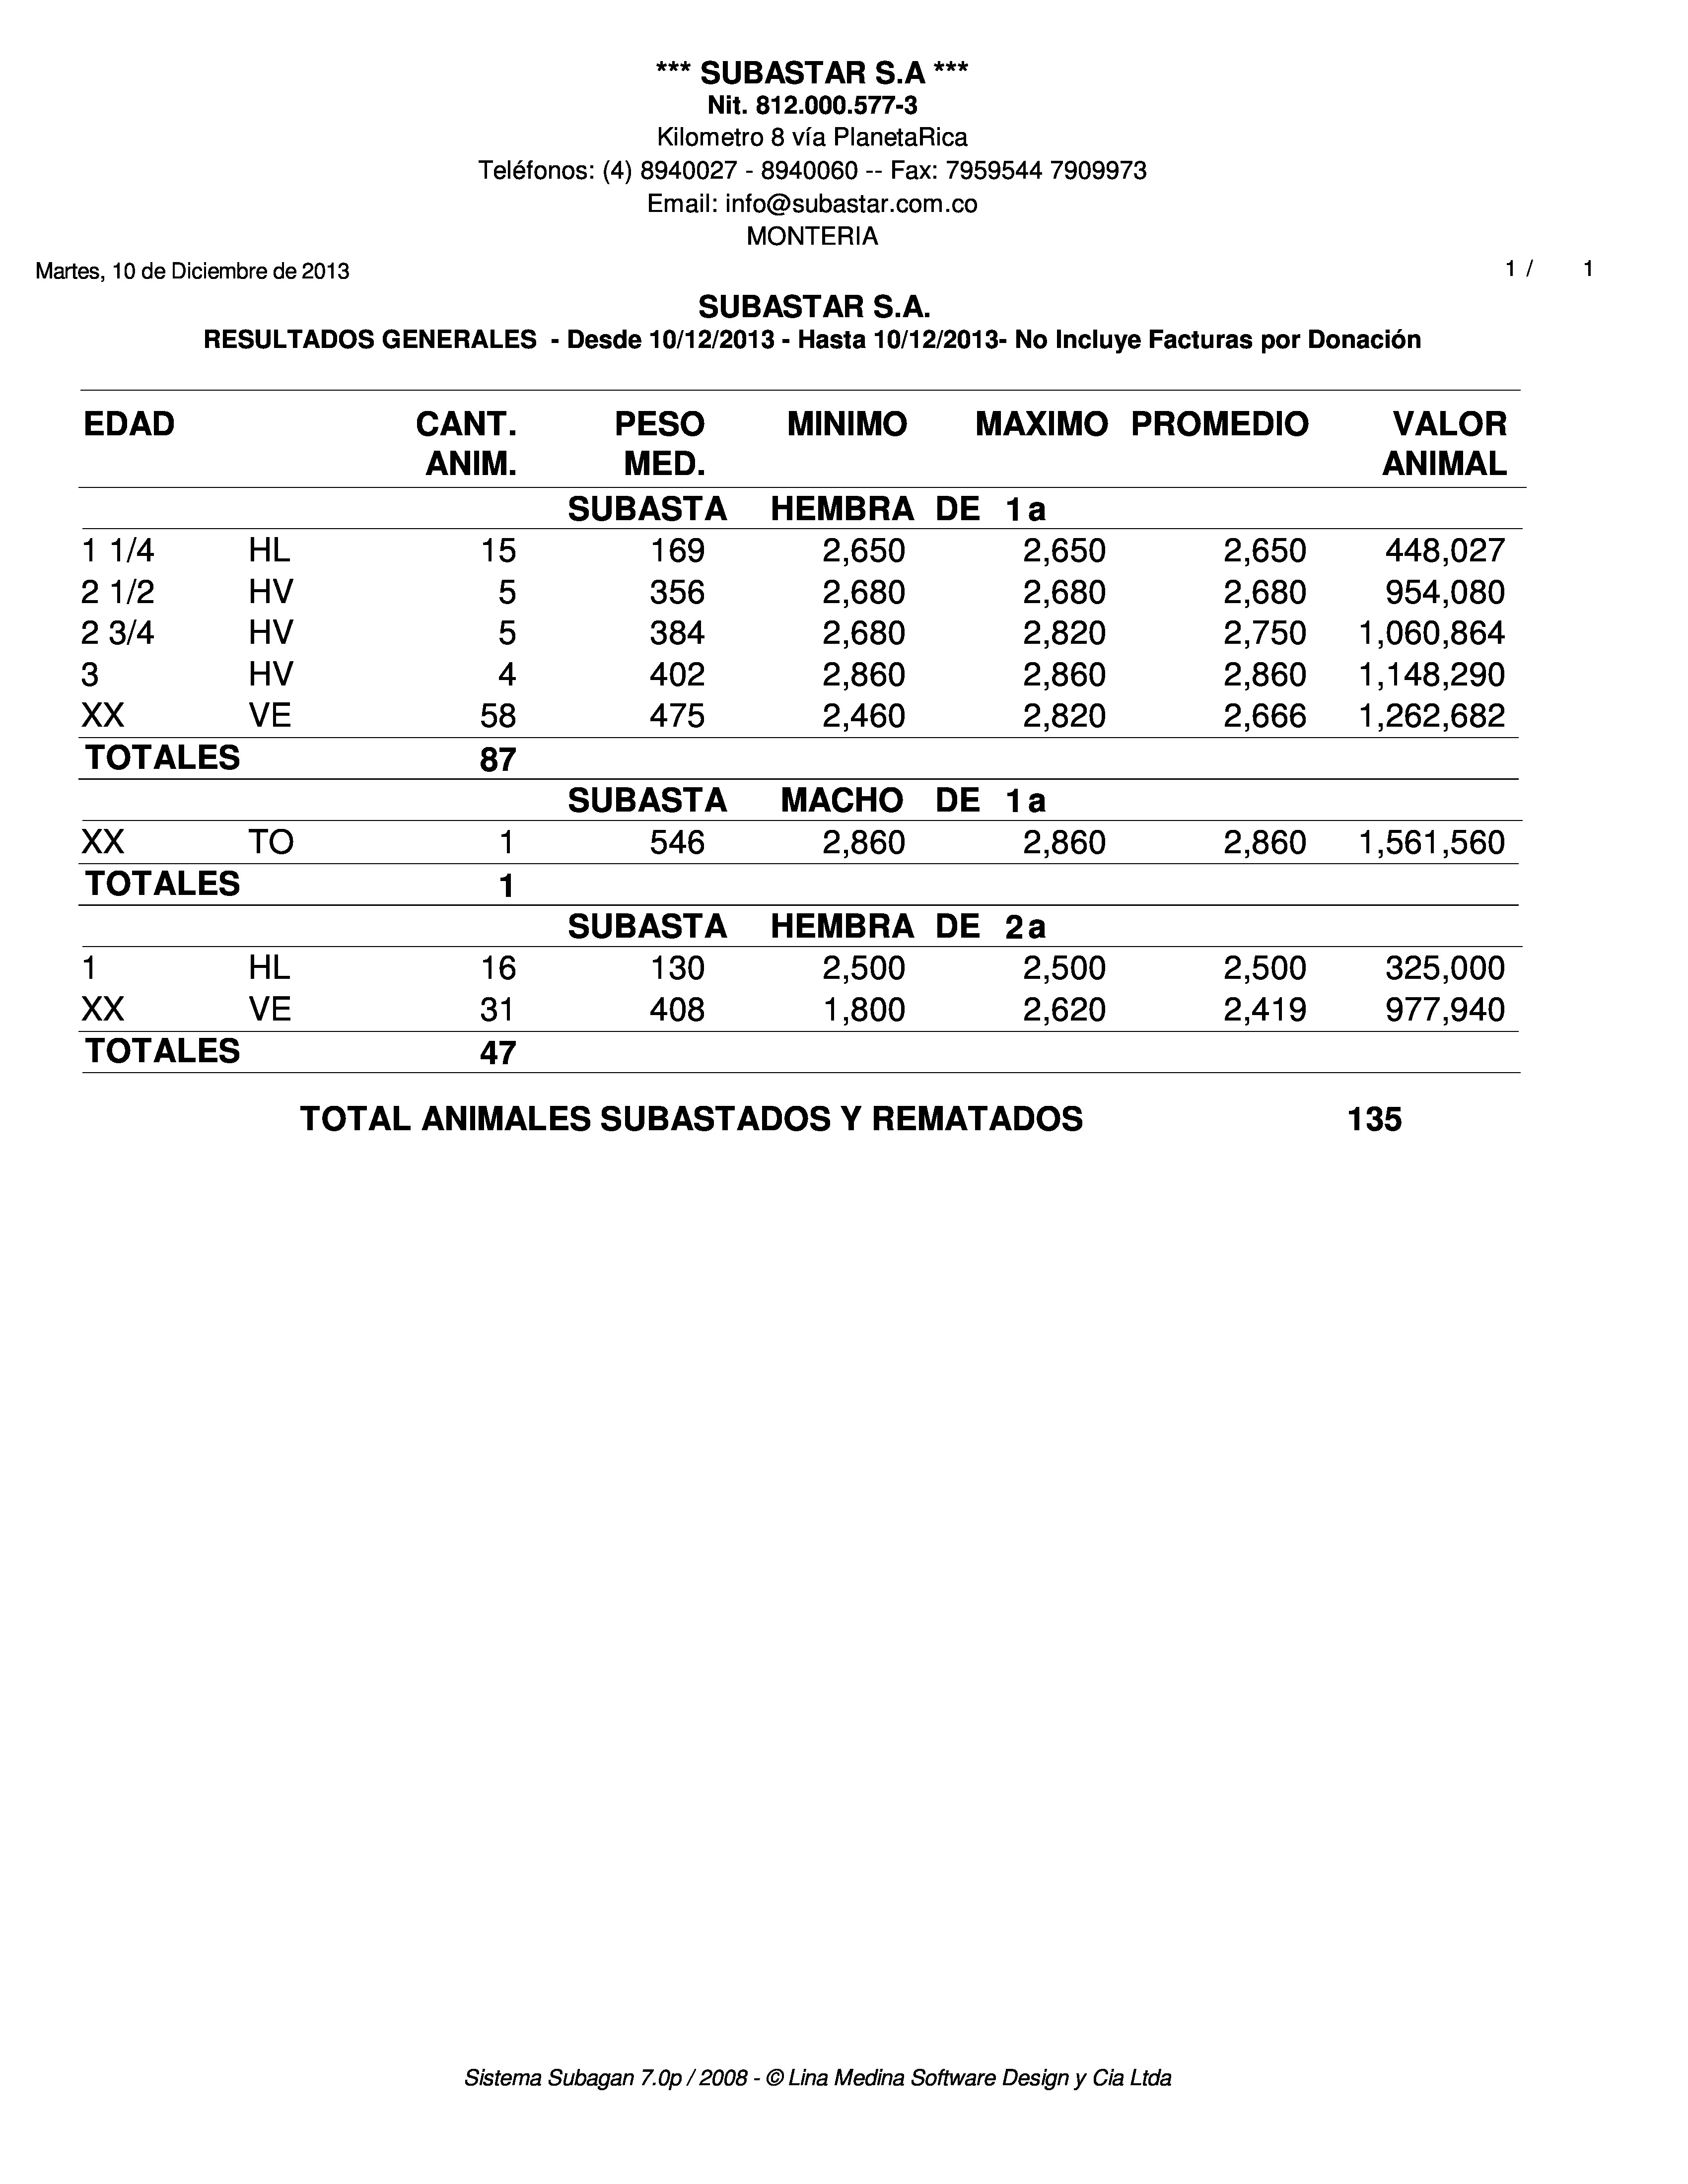 *** SUBASTAR S.A ***
Nit. 812.000.577-3
Kilometro 8 vía PlanetaRica
Teléfonos: (4) 8940027 - 8940060 -- Fax: 7959544 7909973
Email: info@subastar.com.co
MONTERIA
Martes, 10 de Diciembre de 2013 1 / 1
SUBASTAR S.A.
RESULTADOS GENERALES - Desde 10/12/2013 - Hasta 10/12/2013- No Incluye Facturas por Donación
EDAD CANT. PESO MINIMO MAXIMO PROMEDIO VALOR
ANIM. MED. ANIMAL
SUBASTA HEMBRA DE 1a
1 1/4 HL 15 169 2,650 2,650 2,650 448,027
2 1/2 HV 5 356 2,680 2,680 2,680 954,080
2 3/4 HV 5 384 2,680 2,820 2,750 1,060,864
3 HV 4 402 2,860 2,860 2,860 1,148,290
XX VE 58 475 2,460 2,820 2,666 1,262,682
TOTALES 87
SUBASTA MACHO DE 1a
XX TO 1 546 2,860 2,860 2,860 1,561,560
TOTALES 1
SUBASTA HEMBRA DE 2a
1 HL 16 130 2,500 2,500 2,500 325,000
XX VE 31 408 1,800 2,620 2,419 977,940
TOTALES 47
TOTAL ANIMALES SUBASTADOS Y REMATADOS 135
Sistema Subagan 7.0p / 2008 - © Lina Medina Software Design y Cia Ltda